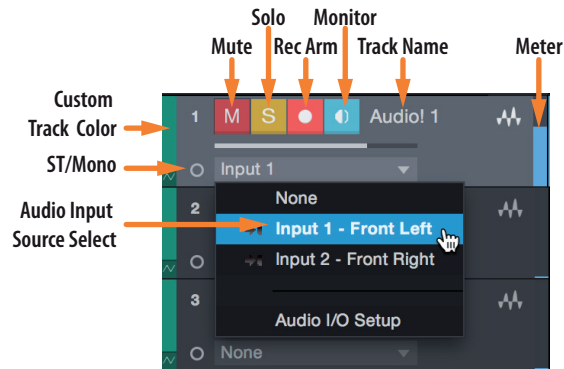 Solo Monitor
Mute Rec Arm Track Name Meter
Custom
Track Color
ST/Mono
Audio Input
Source Select
1 M S Audio! 1
Input 1
2
None
Input 1 - Front Left
Input 2 - Front Right
3
Audio I/O Setup
None